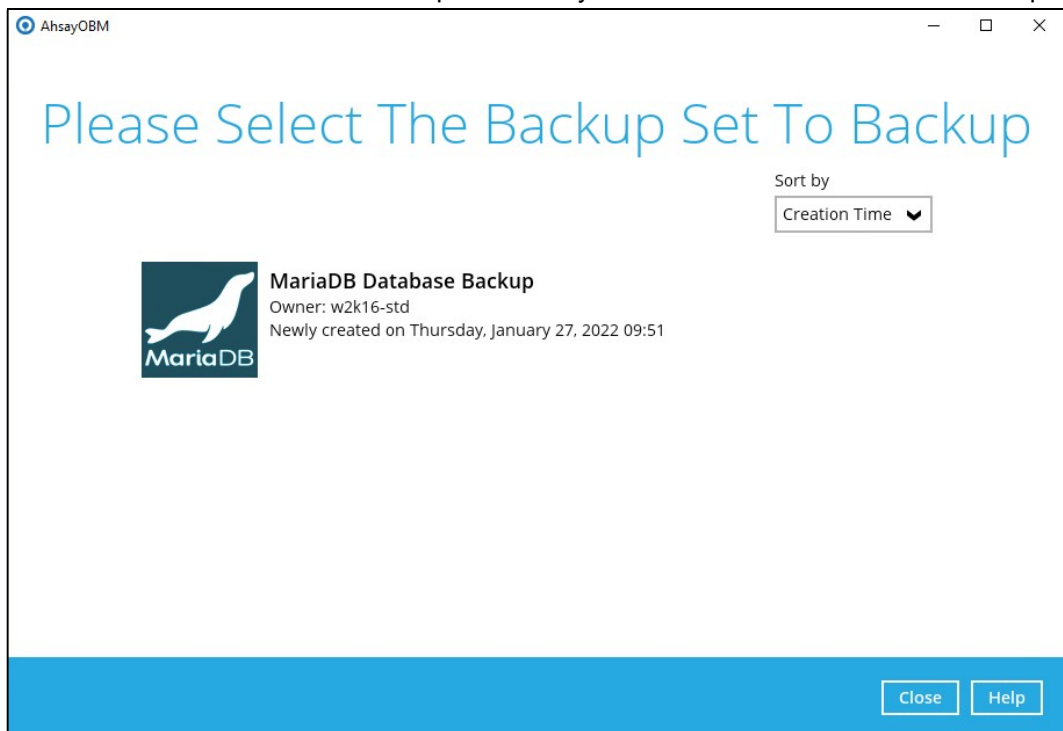 AhsayOBM
Please Select The Backup Set To Backup
Sort by
Creation Time
MariaDB Database Backup
Owner: w2k16-std
Newly created on Thursday, January 27, 2022 09:51
MariaDB
Close Help